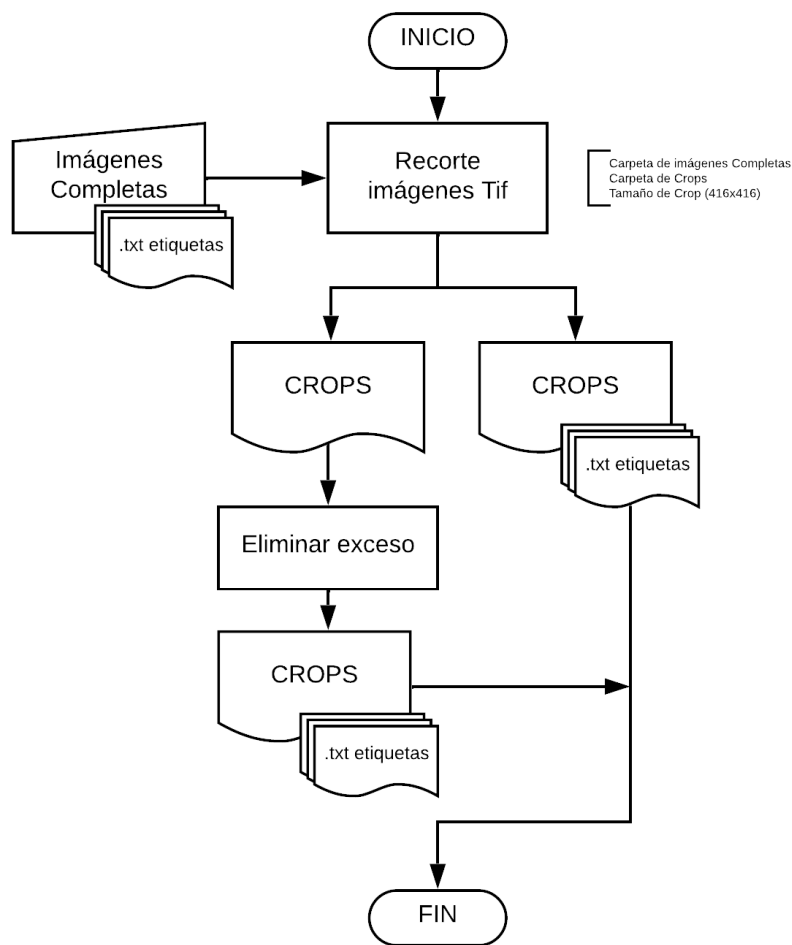 INICIO
Imágenes
Completas
.txt etiquetas
Recorte
imágenes Tif
Carpeta de imágenes Completas
Carpeta de Crops
Tamaño de Crop (416x416)
CROPS
CROPS
.txt etiquetas
Eliminar exceso
CROPS
.txt etiquetas
FIN